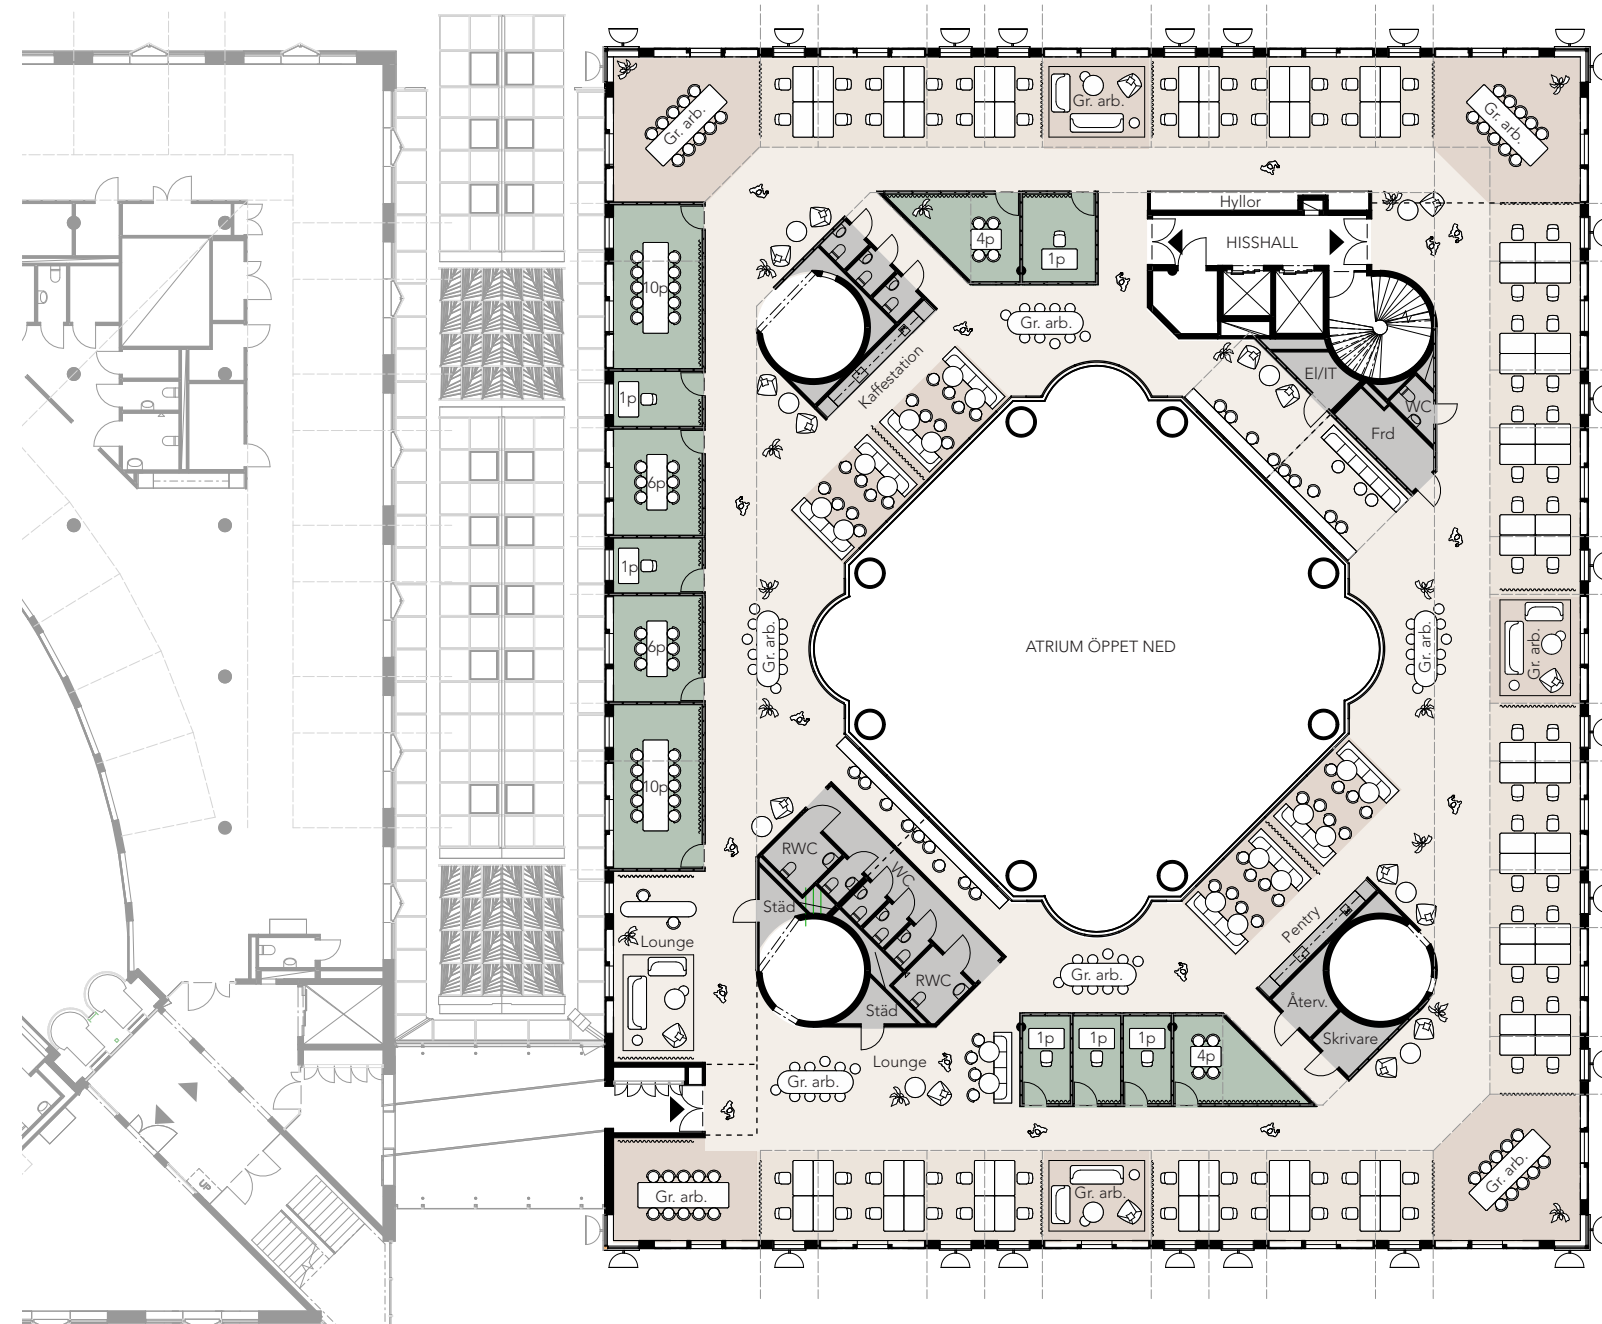 Gr. arb.
Gr. arb.
Gr. arb.
Hyllor
4p
1p
HISSHALL
10p
Gr. arb.
Kaffestation
El/IT
1p
WC
Frd
6p
1p
6p
Gr. arb.
ATRIUM ÖPPET NED
Gr. arb.
Gr. arb.
10p
RWC
WC
Städ
Pentry
Lounge
Gr. arb.
RWC
Återv.
Städ
Skrivare
1p
1p
1p
4p
Lounge
Gr. arb.
UP
Gr. arb.
Gr. arb.
Gr. arb.